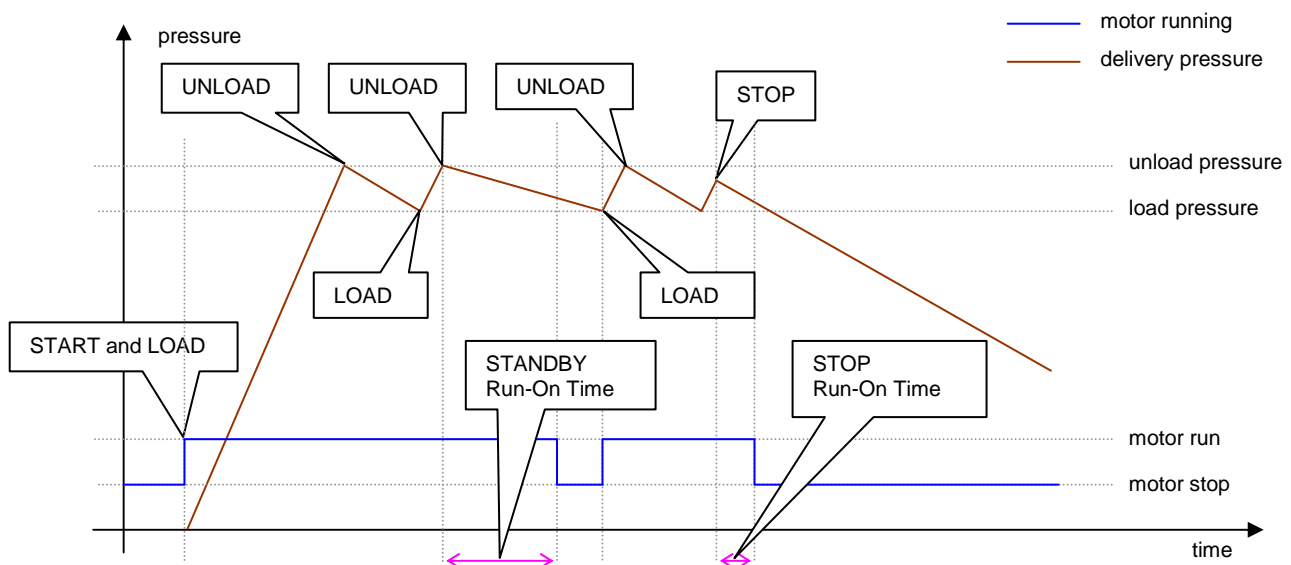 motor running
pressure
delivery pressure
UNLOAD
UNLOAD
UNLOAD
STOP
unload pressure
load pressure
LOAD
LOAD
START and LOAD
STANDBY
Run-On Time
STOP
Run-On Time
motor run
motor stop
time